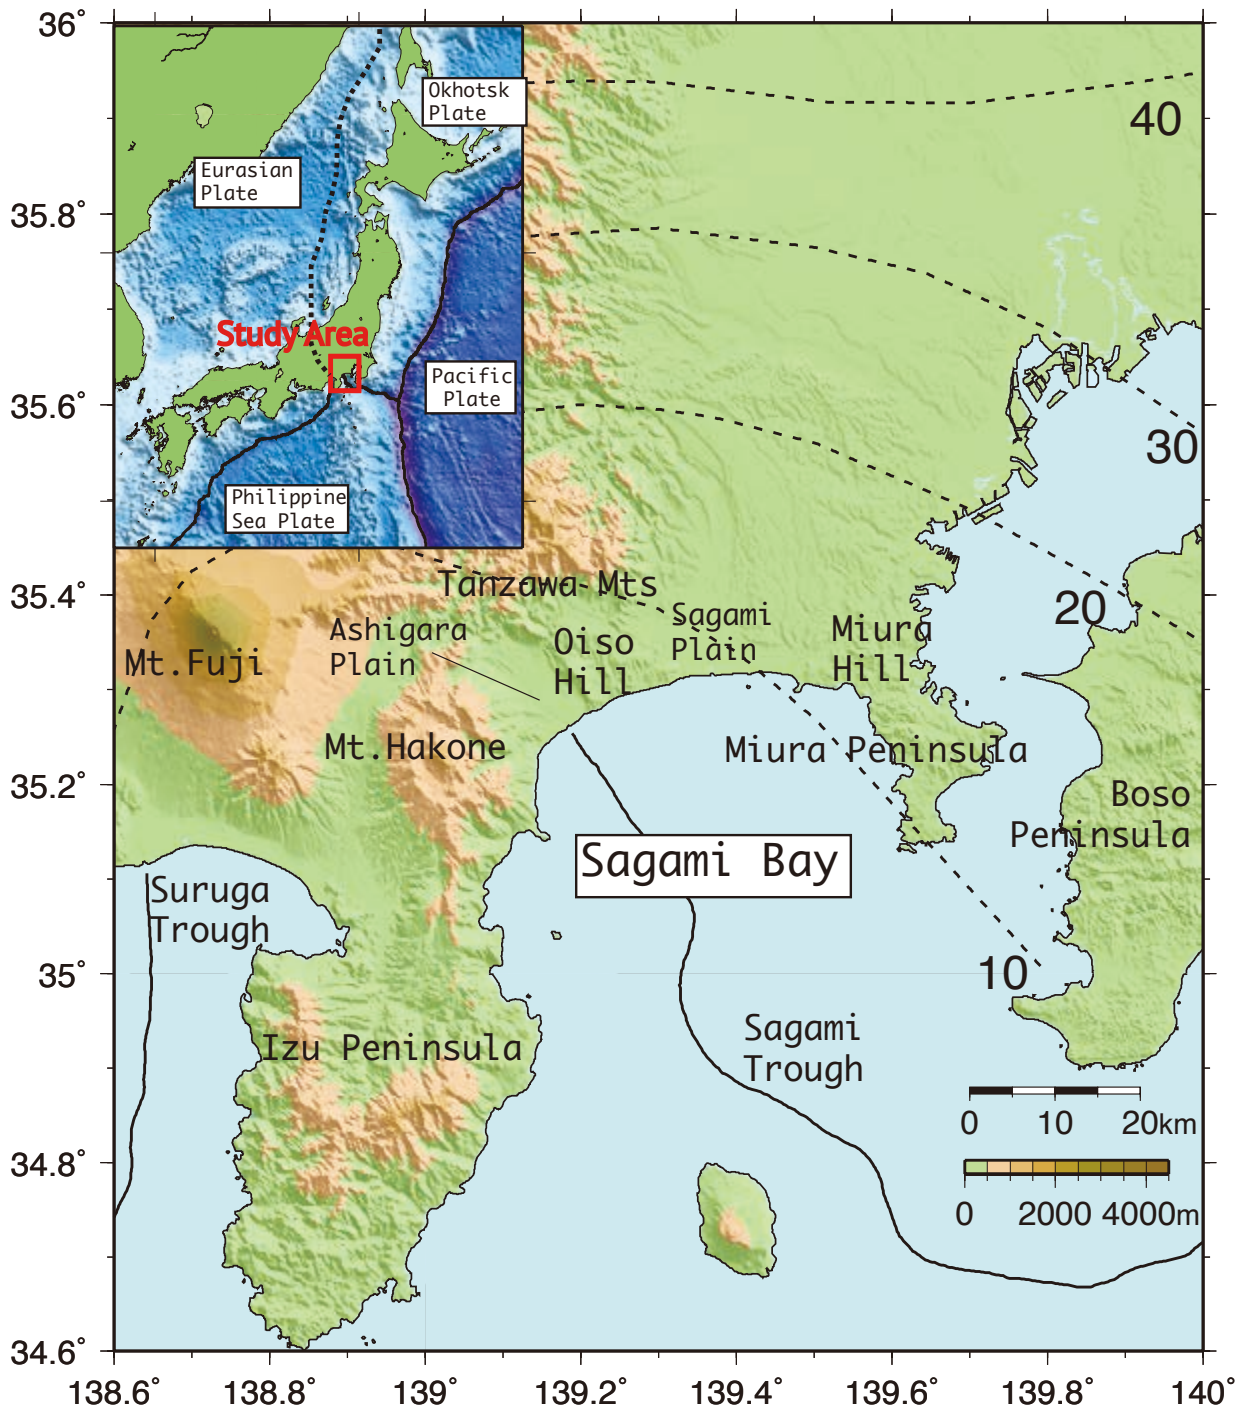 36°
35.8°
35.6°
35.4°
35.2°
35°
34.8°
34.6°
138.6°
138.8°
139°
139.2°
139.4°
139.6°
139.8°
140°
Okhotsk
Plate
Eurasian
Plate
Study Area
Pacific
Plate
Philippine
Sea Plate
40
30
20
10
Tanzawa Mts
Ashigara
Plain
Oiso
Hill
Sagami
Plain
Miura
Hill
Mt.Fuji
Mt.Hakone
Miura Peninsula
Boso
Peninsula
Sagami Bay
Suruga
Trough
Izu Peninsula
Sagami
Trough
0 10 20km
0 2000 4000m